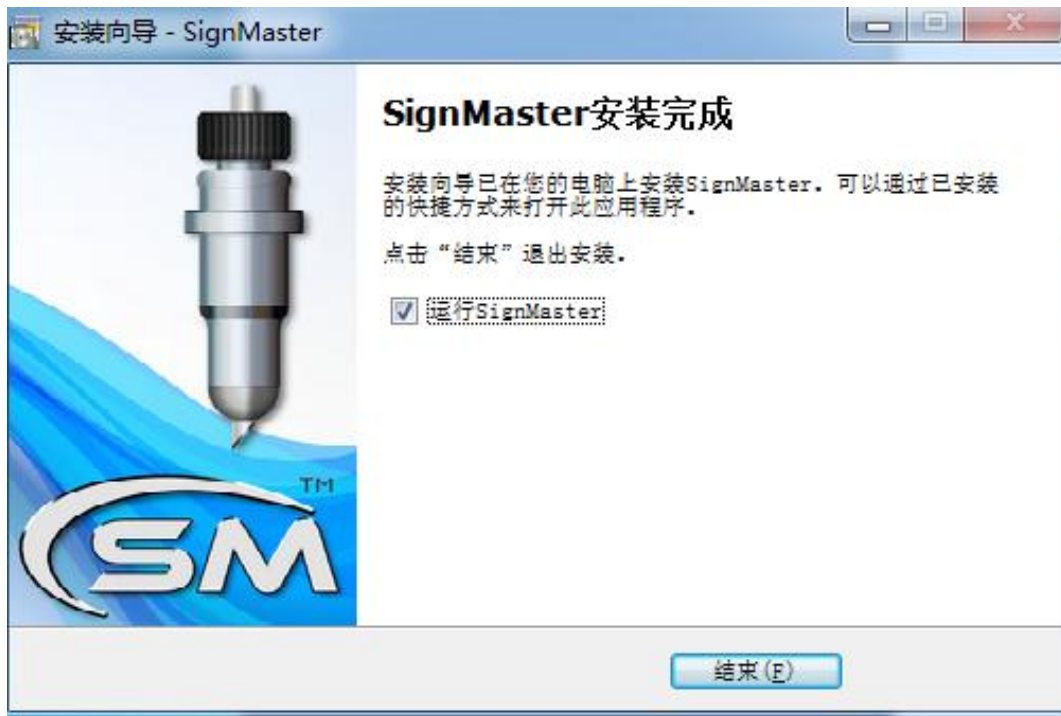 安装向导 - SignMaster
SignMaster安装完成
安装向导已在您的电脑上安装SignMaster. 可以通过已安装
的快捷方式来打开此应用程序.
点击“结束”退出安装.
运行SignMaster
TM
SM
结束(F)